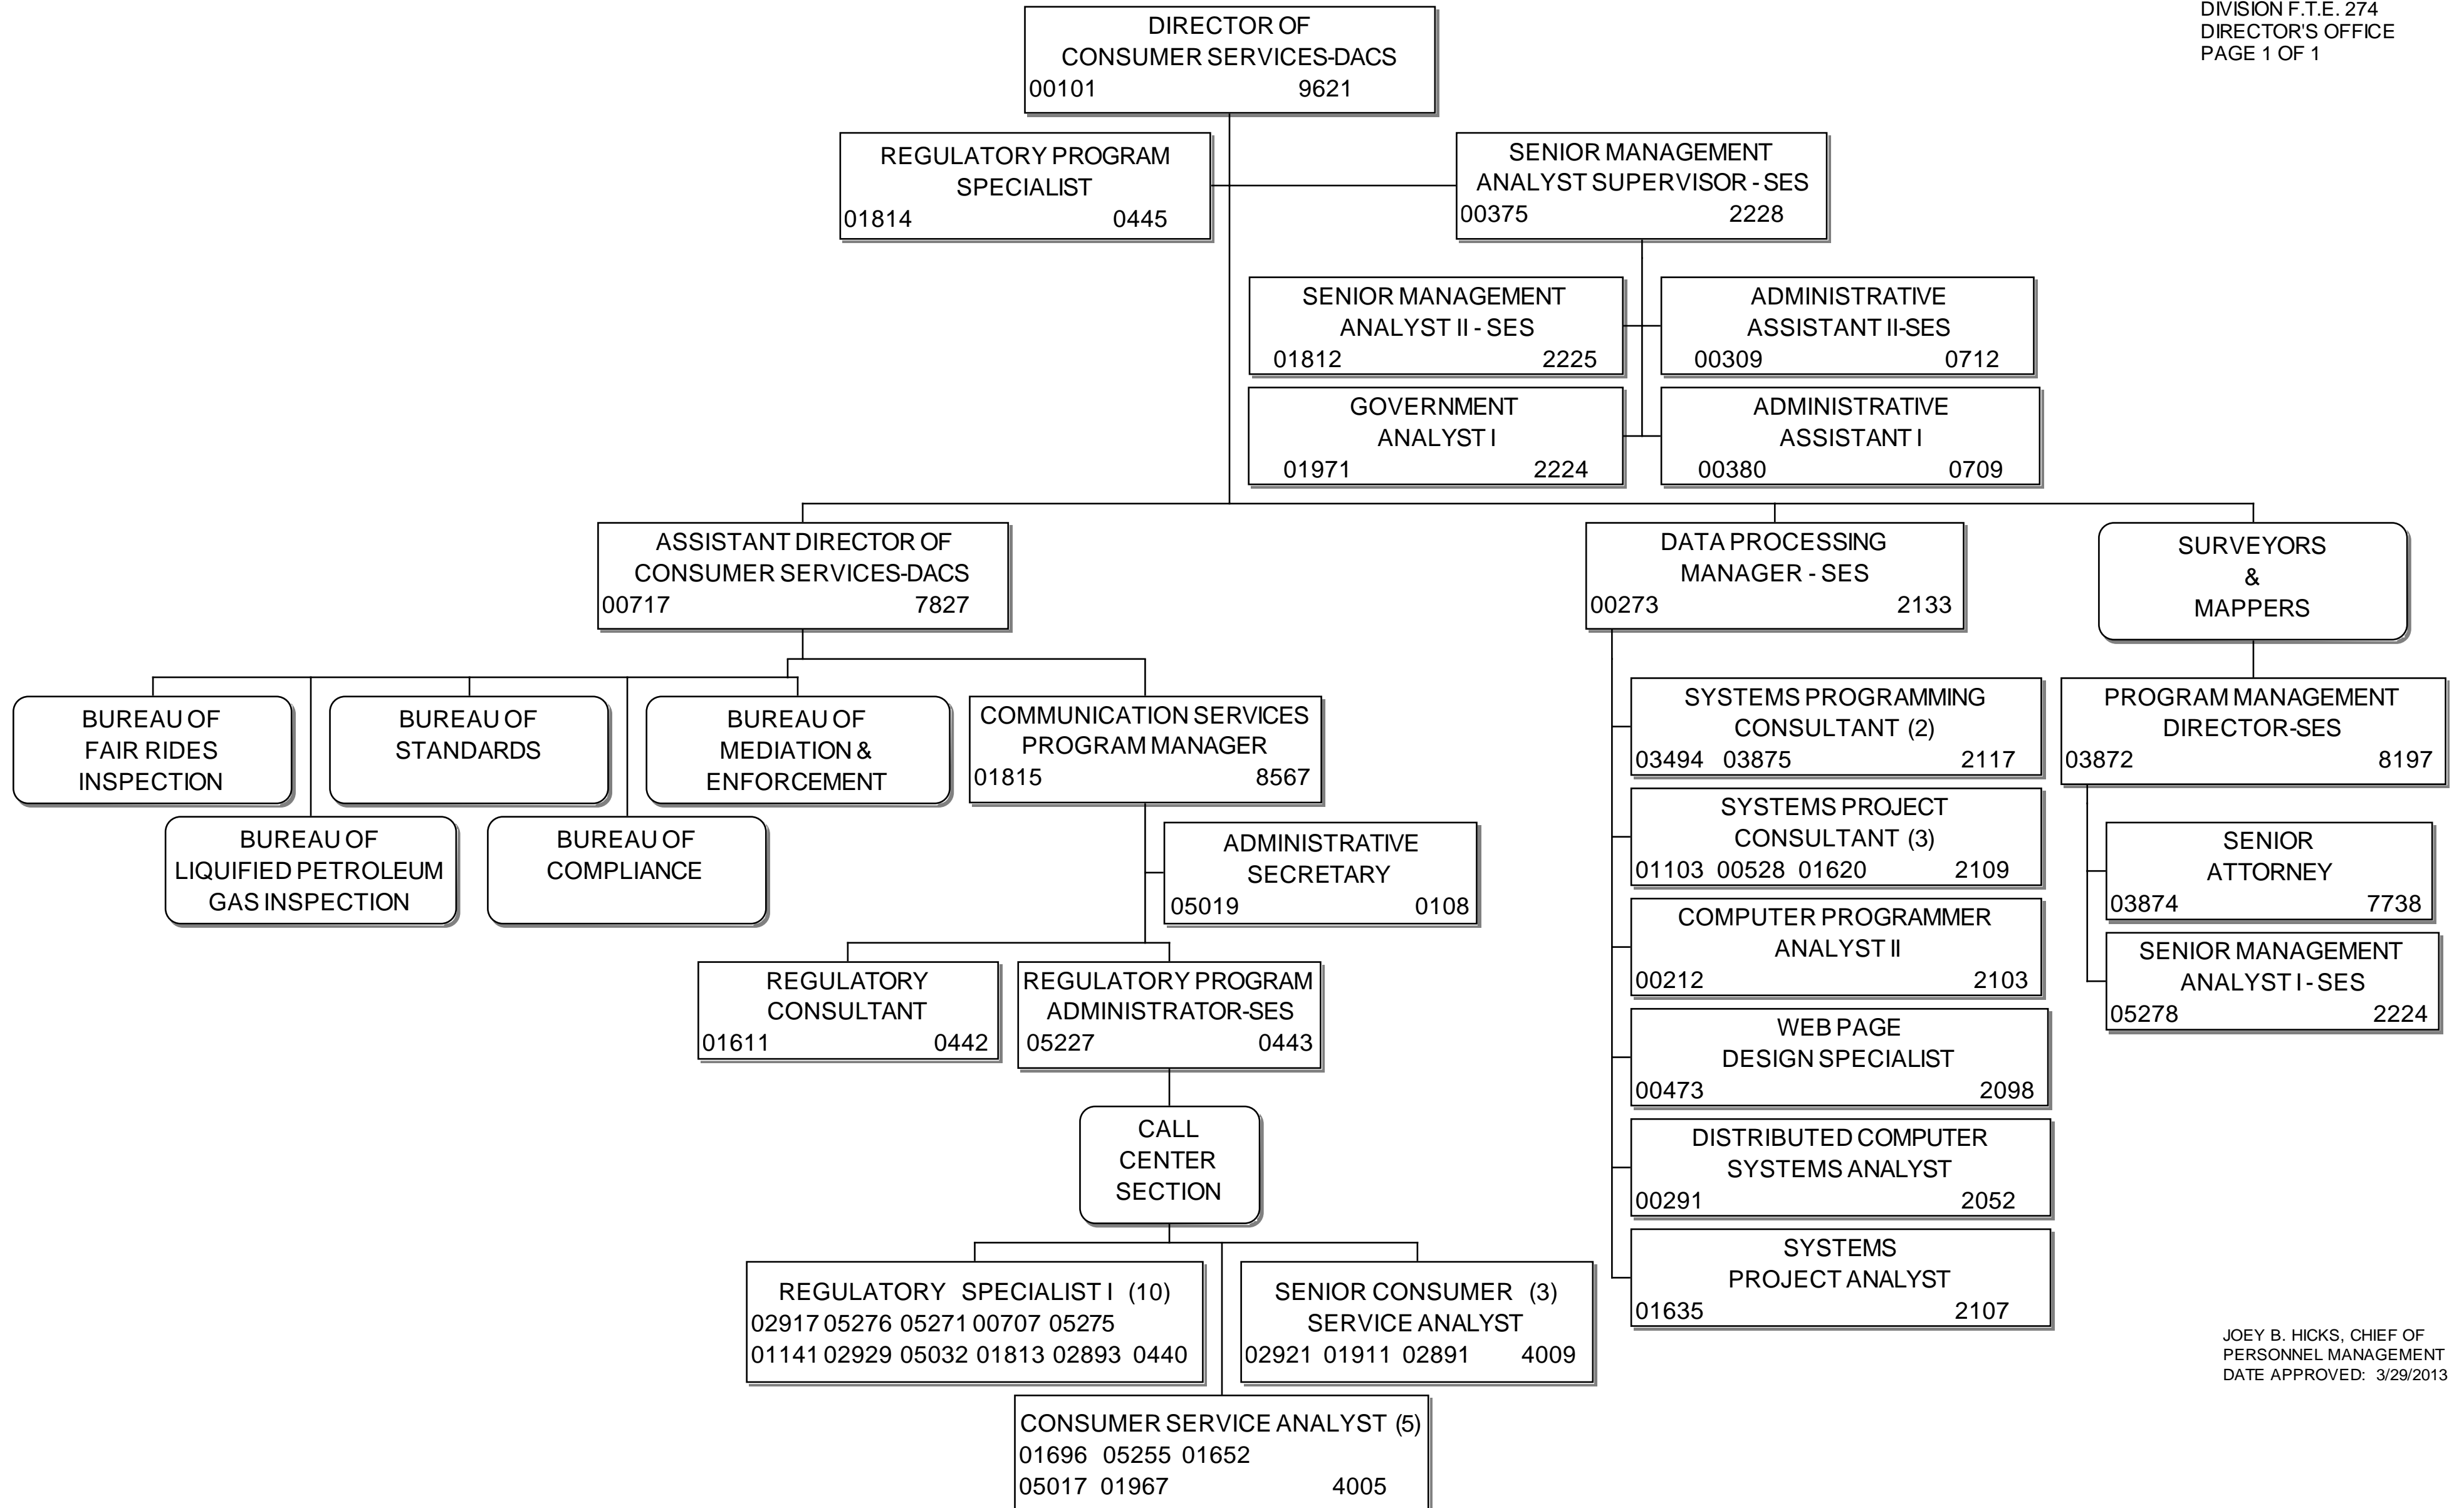 DIVISION F.T.E. 274
DIRECTOR'S OFFICE
PAGE 1 OF 1
DIRECTOR OF
CONSUMER SERVICES-DACS
00101 9621
REGULATORY PROGRAM
SPECIALIST
01814 0445
SENIOR MANAGEMENT
ANALYST SUPERVISOR - SES
00375 2228
SENIOR MANAGEMENT
ANALYST II - SES
01812 2225
ADMINISTRATIVE
ASSISTANT II-SES
00309 0712
GOVERNMENT
ANALYST I
01971 2224
ADMINISTRATIVE
ASSISTANT I
00380 0709
ASSISTANT DIRECTOR OF
CONSUMER SERVICES-DACS
00717 7827
DATA PROCESSING
MANAGER - SES
00273 2133
SURVEYORS
&
MAPPERS
BUREAU OF
FAIR RIDES
INSPECTION
BUREAU OF
STANDARDS
BUREAU OF
MEDIATION &
ENFORCEMENT
COMMUNICATION SERVICES
PROGRAM MANAGER
01815 8567
BUREAU OF
LIQUIFIED PETROLEUM
GAS INSPECTION
BUREAU OF
COMPLIANCE
ADMINISTRATIVE
SECRETARY
05019 0108
REGULATORY
CONSULTANT
01611 0442
REGULATORY PROGRAM
ADMINISTRATOR-SES
05227 0443
CALL
CENTER
SECTION
REGULATORY SPECIALIST I (10)
02917 05276 05271 00707 05275
01141 02929 05032 01813 02893 0440
SENIOR CONSUMER (3)
SERVICE ANALYST
02921 01911 02891 4009
CONSUMER SERVICE ANALYST (5)
01696 05255 01652
05017 01967 4005
SYSTEMS PROGRAMMING
CONSULTANT (2)
03494 03875 2117
SYSTEMS PROJECT
CONSULTANT (3)
01103 00528 01620 2109
COMPUTER PROGRAMMER
ANALYST II
00212 2103
WEB PAGE
DESIGN SPECIALIST
00473 2098
DISTRIBUTED COMPUTER
SYSTEMS ANALYST
00291 2052
SYSTEMS
PROJECT ANALYST
01635 2107
PROGRAM MANAGEMENT
DIRECTOR-SES
03872 8197
SENIOR
ATTORNEY
03874 7738
SENIOR MANAGEMENT
ANALYST I - SES
05278 2224
JOEY B. HICKS, CHIEF OF
PERSONNEL MANAGEMENT
DATE APPROVED: 3/29/2013